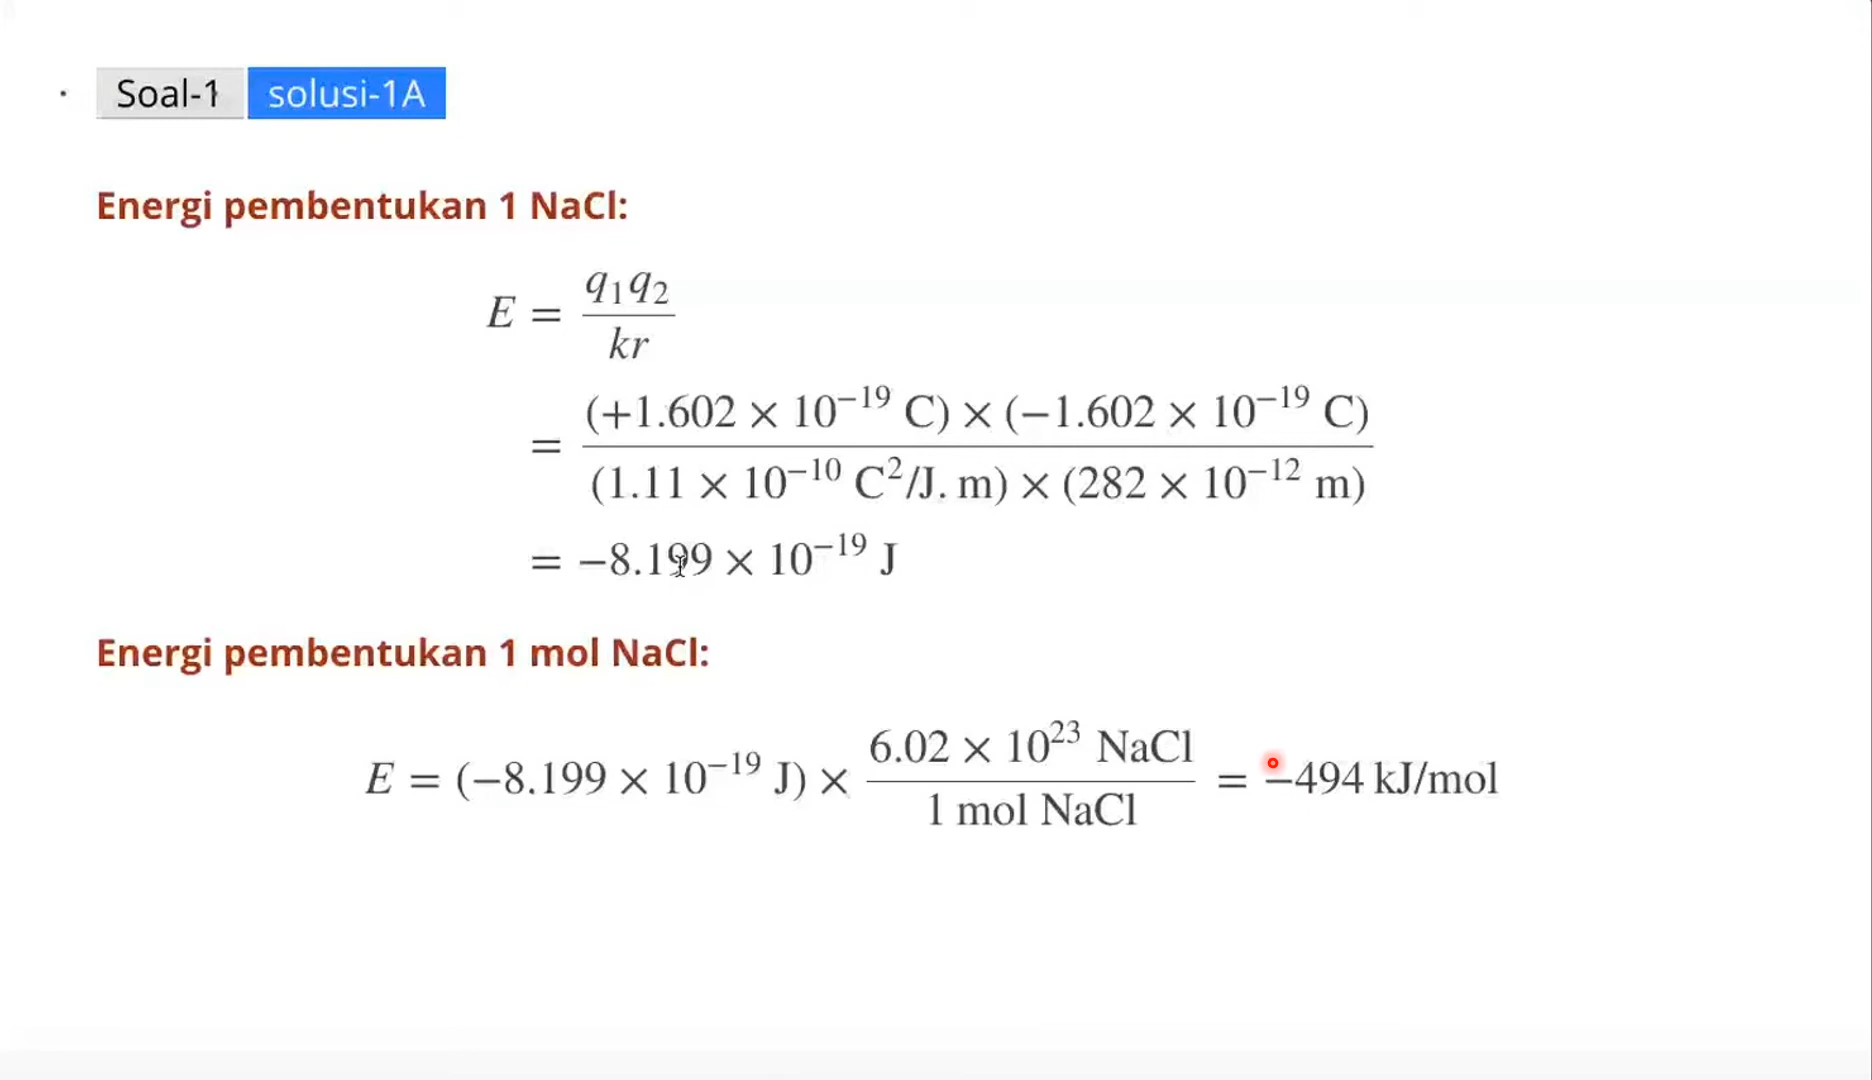 · Soal-1 solusi-1A
Energi pembentukan 1 NaCl:
E = q₁q₂ / kr
= (+1.602 × 10⁻¹⁹ C) × (−1.602 × 10⁻¹⁹ C) / (1.11 × 10⁻¹⁰ C²/J. m) × (282 × 10⁻¹² m)
= −8.199 × 10⁻¹⁹ J
Energi pembentukan 1 mol NaCl:
E = (−8.199 × 10⁻¹⁹ J) × 6.02 × 10²³ NaCl / 1 mol NaCl = −494 kJ/mol